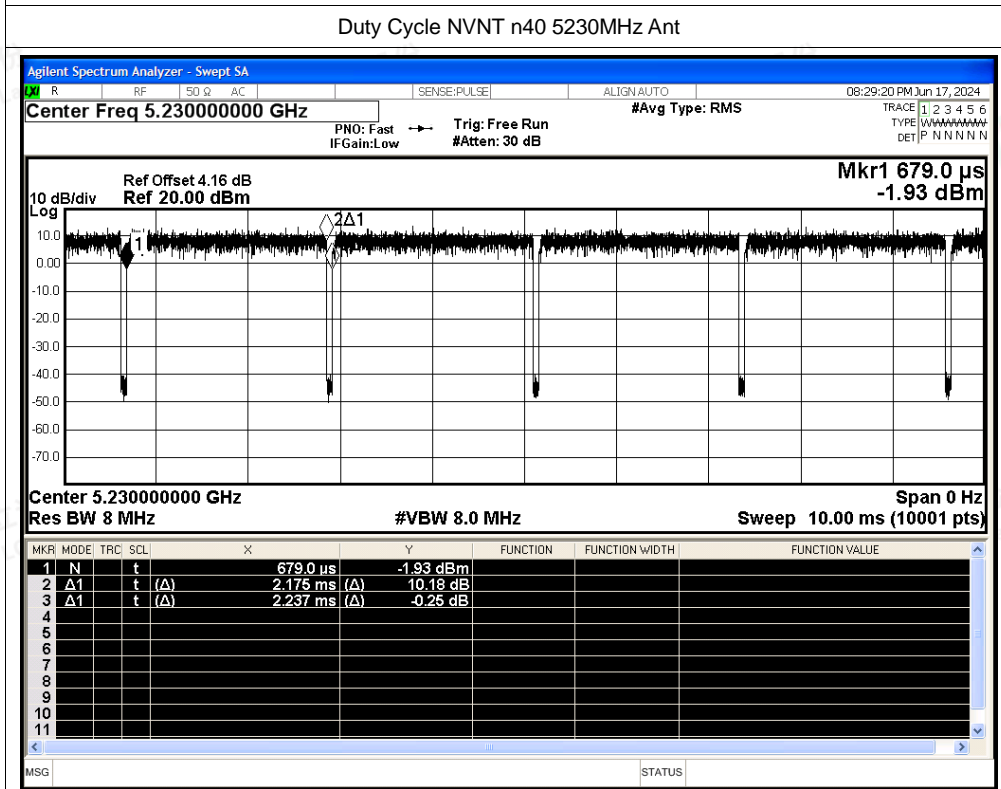 Duty Cycle NVNT n40 5230MHz Ant
Agilent Spectrum Analyzer - Swept SA
LXI R RF 50 Ω AC SENSE:PULSE ALIGN AUTO 08:29:20 PM Jun 17, 2024
Center Freq 5.230000000 GHz #Avg Type: RMS TRACE 1 2 3 4 5 6
PNO: Fast Trig: Free Run TYPE WWWWWW
IFGain:Low #Atten: 30 dB DET P N N N N N
Mkr1 679.0 µs
Ref Offset 4.16 dB
10 dB/div Ref 20.00 dBm -1.93 dBm
Log
2Δ1
10.0
1
0.00
-10.0
-20.0
-30.0
-40.0
-50.0
-60.0
-70.0
Center 5.230000000 GHz Span 0 Hz
Res BW 8 MHz #VBW 8.0 MHz Sweep 10.00 ms (10001 pts)
MKR MODE TRC SCL X Y FUNCTION FUNCTION WIDTH FUNCTION VALUE
1 N t 679.0 µs -1.93 dBm
2 Δ1 t (Δ) 2.175 ms (Δ) 10.18 dB
3 Δ1 t (Δ) 2.237 ms (Δ) -0.25 dB
4
5
6
7
8
9
10
11
MSG STATUS